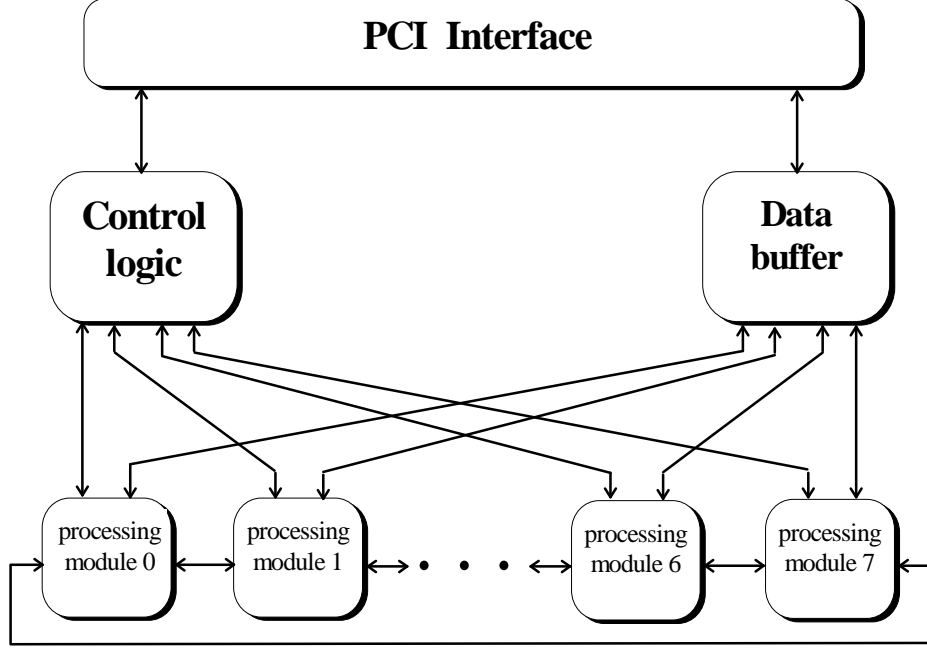 PCI Interface
Control
logic
Data
buffer
processing
module 0
processing
module 1
• • •
processing
module 6
processing
module 7